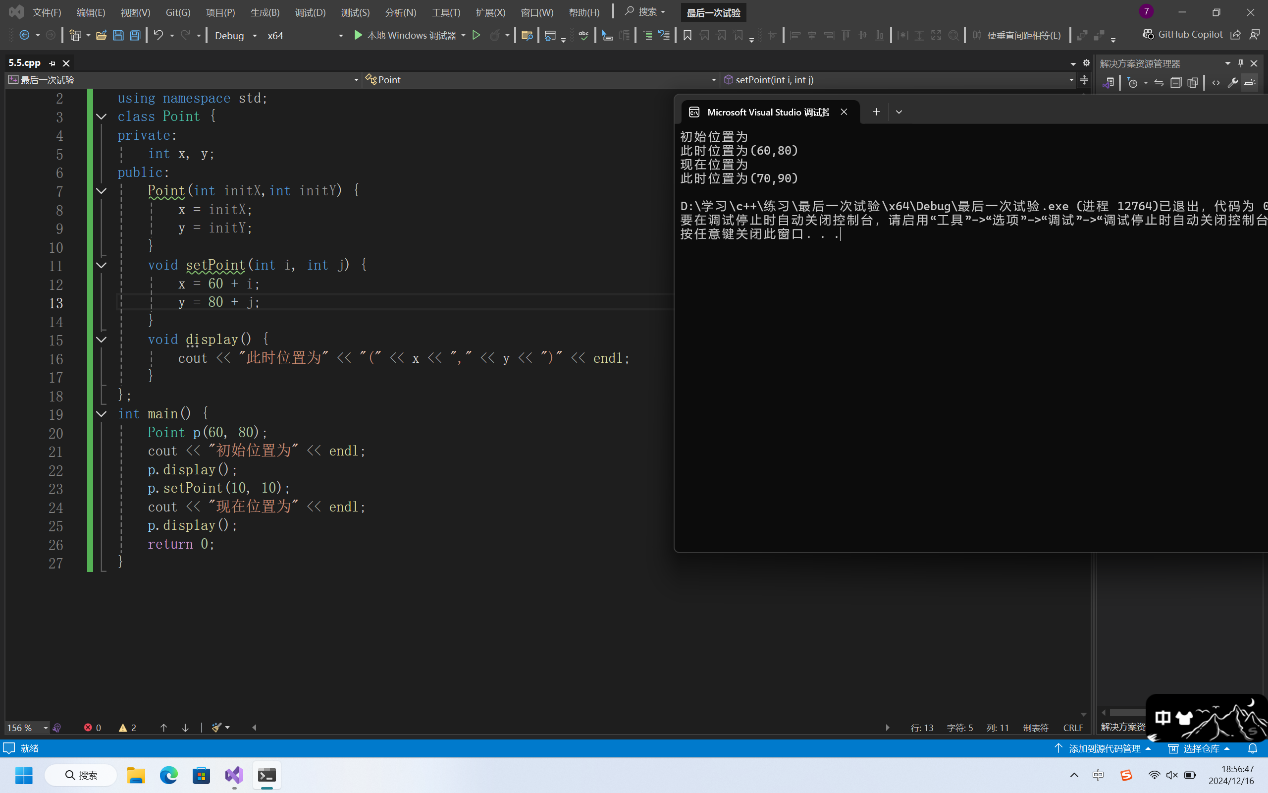 文件(F) 编辑(E) 视图(V) Git(G) 项目(P) 生成(B) 调试(D) 测试(S) 分析(N) 工具(T) 扩展(X) 窗口(W) 帮助(H) 搜索 最后一次试验 7
Debug x64 本地 Windows 调试器 使垂直间距相等(L) GitHub Copilot
5.5.cpp
最后一次试验 Point setPoint(int i, int j)
解决方案资源管理器
2 using namespace std;
3 class Point {
4 private:
5 int x, y;
6 public:
7 Point(int initX,int initY) {
8 x = initX;
9 y = initY;
10 }
11 void setPoint(int i, int j) {
12 x = 60 + i;
13 y = 80 + j;
14 }
15 void display() {
16 cout << "此时位置为" << "(" << x << "," << y << ")" << endl;
17 }
18 };
19 int main() {
20 Point p(60, 80);
21 cout << "初始位置为" << endl;
22 p.display();
23 p.setPoint(10, 10);
24 cout << "现在位置为" << endl;
25 p.display();
26 return 0;
27 }
Microsoft Visual Studio 调试
初始位置为
此时位置为(60,80)
现在位置为
此时位置为(70,90)
D:\学习\c++\练习\最后一次试验\x64\Debug\最后一次试验.exe (进程 12764)已退出，代码为 0
要在调试停止时自动关闭控制台，请启用“工具”->“选项”->“调试”->“调试停止时自动关闭控制台
按任意键关闭此窗口. . .
156 % 0 2 行: 13 字符: 5 列: 11 制表符 CRLF
解决方案资
中
就绪 添加到源代码管理 选择仓库
搜索 中 18:56:47
2024/12/16